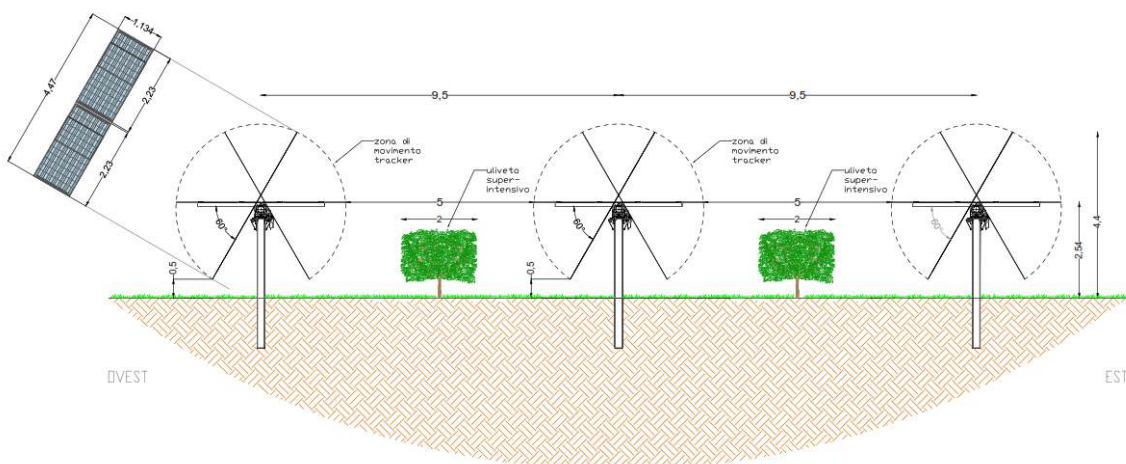 1,134
4,47
2,23
2,23
9,5
9,5
zona di
movimento
tracker
zona di
movimento
tracker
uliveto
super-
intensivo
uliveto
super-
intensivo
5
5
2
2
60°
60°
60°
0,5
0,5
2,54
4,4
OVEST
EST